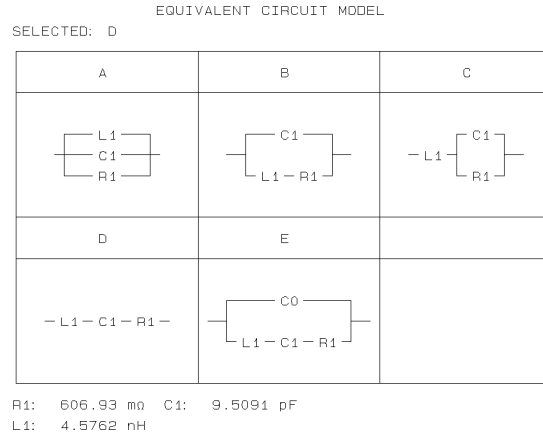 EQUIVALENT CIRCUIT MODEL
SELECTED: D
A B C
L1 C1 C1
C1 L1
R1 L1 R1 R1
D E
C0
L1 C1 R1
L1 C1 R1
R1: 606.93 mΩ C1: 9.5091 pF
L1: 4.5762 nH